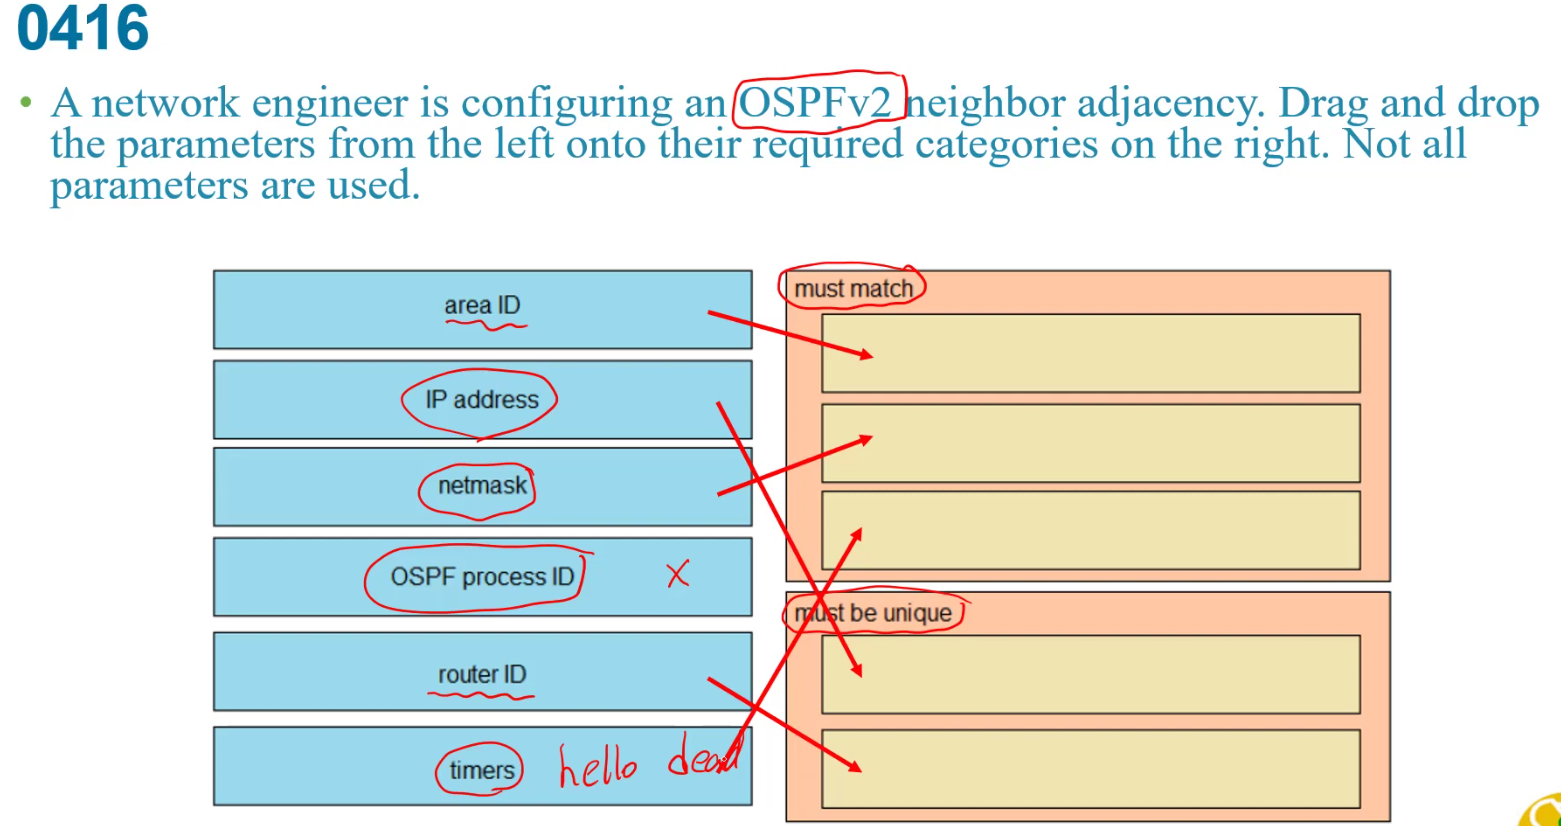 0416
• A network engineer is configuring an OSPFv2 neighbor adjacency. Drag and drop
the parameters from the left onto their required categories on the right. Not all
parameters are used.
area ID
IP address
netmask
OSPF process ID X
router ID
timers hello dead
must match
must be unique